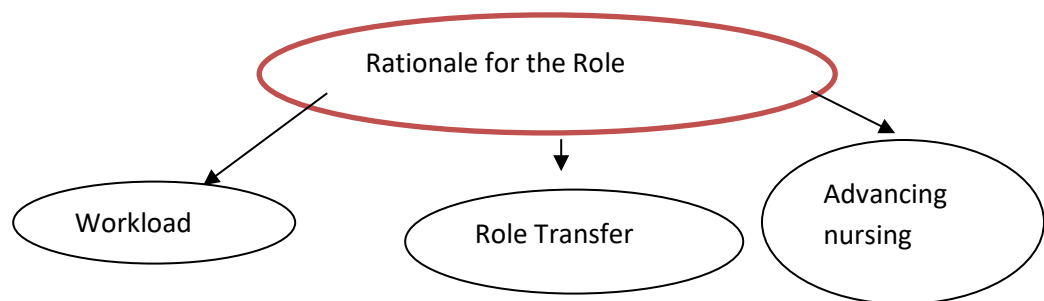 Rationale for the Role
Workload
Role Transfer
Advancing
nursing